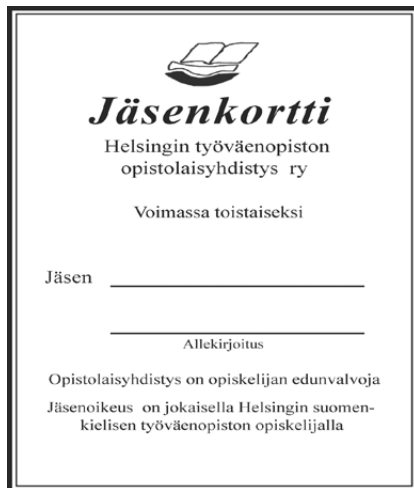 Jäsenkortti
Helsingin työväenopiston
opistolaisyhdistys ry
Voimassa toistaiseksi
Jäsen
Allekirjoitus
Opistolaisyhdistys on opiskelijan edunvalvoja
Jäsenoikeus on jokaisella Helsingin suomen-
kielisen työväenopiston opiskelijalla